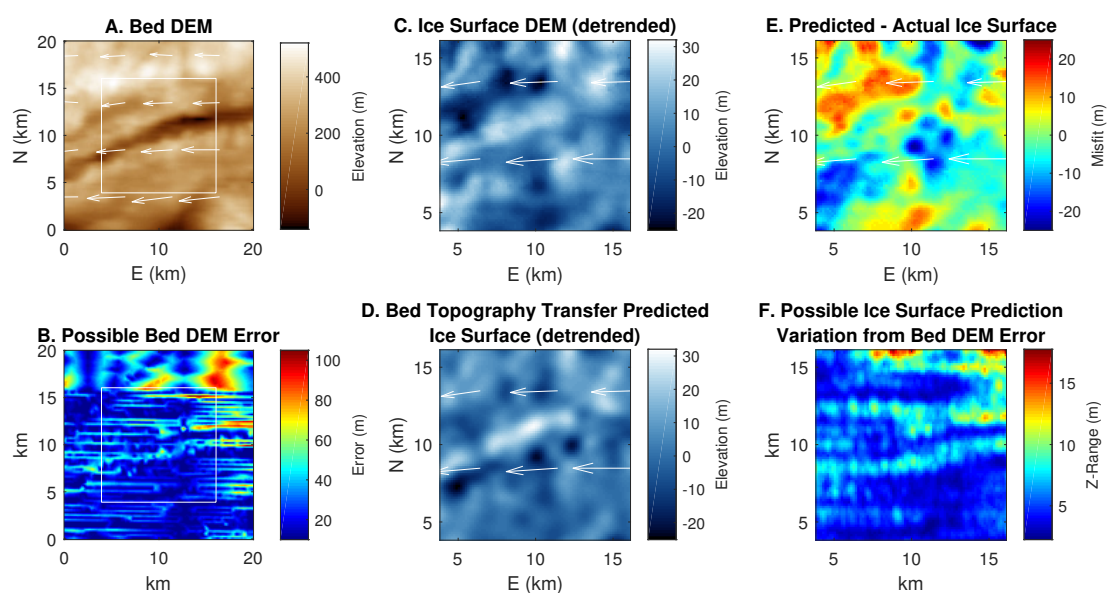 A. Bed DEM
20
15
10
5
0
N (km)
0
10
20
E (km)
400
200
0
Elevation (m)
C. Ice Surface DEM (detrended)
15
10
5
N (km)
5
10
15
E (km)
30
20
10
0
-10
-20
Elevation (m)
E. Predicted - Actual Ice Surface
15
10
5
N (km)
5
10
15
E (km)
20
10
0
-10
-20
Misfit (m)
B. Possible Bed DEM Error
20
15
10
5
0
km
0
10
20
km
100
80
60
40
20
Error (m)
D. Bed Topography Transfer Predicted
Ice Surface (detrended)
15
10
5
N (km)
5
10
15
E (km)
30
20
10
0
-10
-20
Elevation (m)
F. Possible Ice Surface Prediction
Variation from Bed DEM Error
15
10
5
km
5
10
15
km
15
10
5
Z-Range (m)